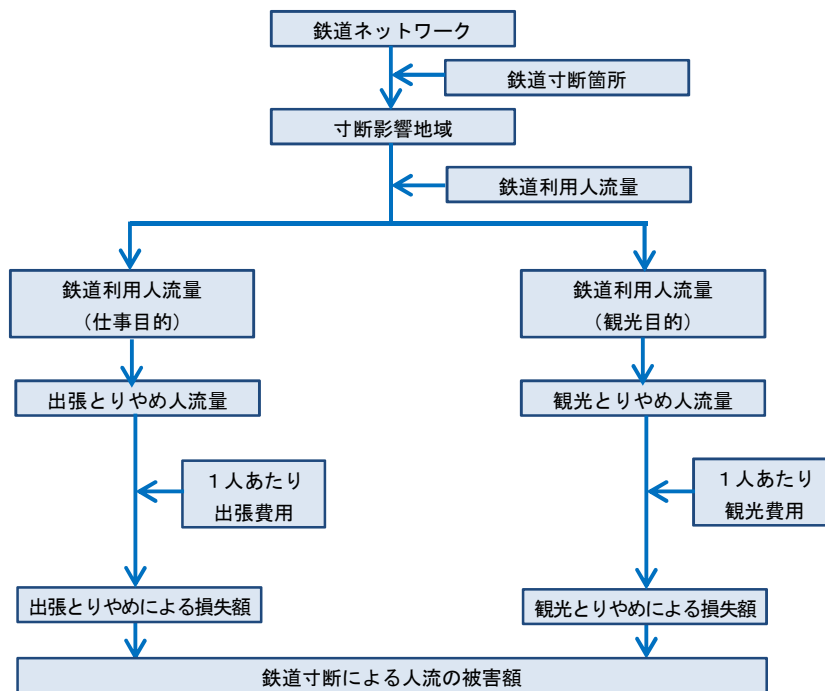 鉄道ネットワーク
鉄道寸断箇所
寸断影響地域
鉄道利用人流量
鉄道利用人流量
（仕事目的）
鉄道利用人流量
（観光目的）
出張とりやめ人流量
観光とりやめ人流量
１人あたり
出張費用
１人あたり
観光費用
出張とりやめによる損失額
観光とりやめによる損失額
鉄道寸断による人流の被害額